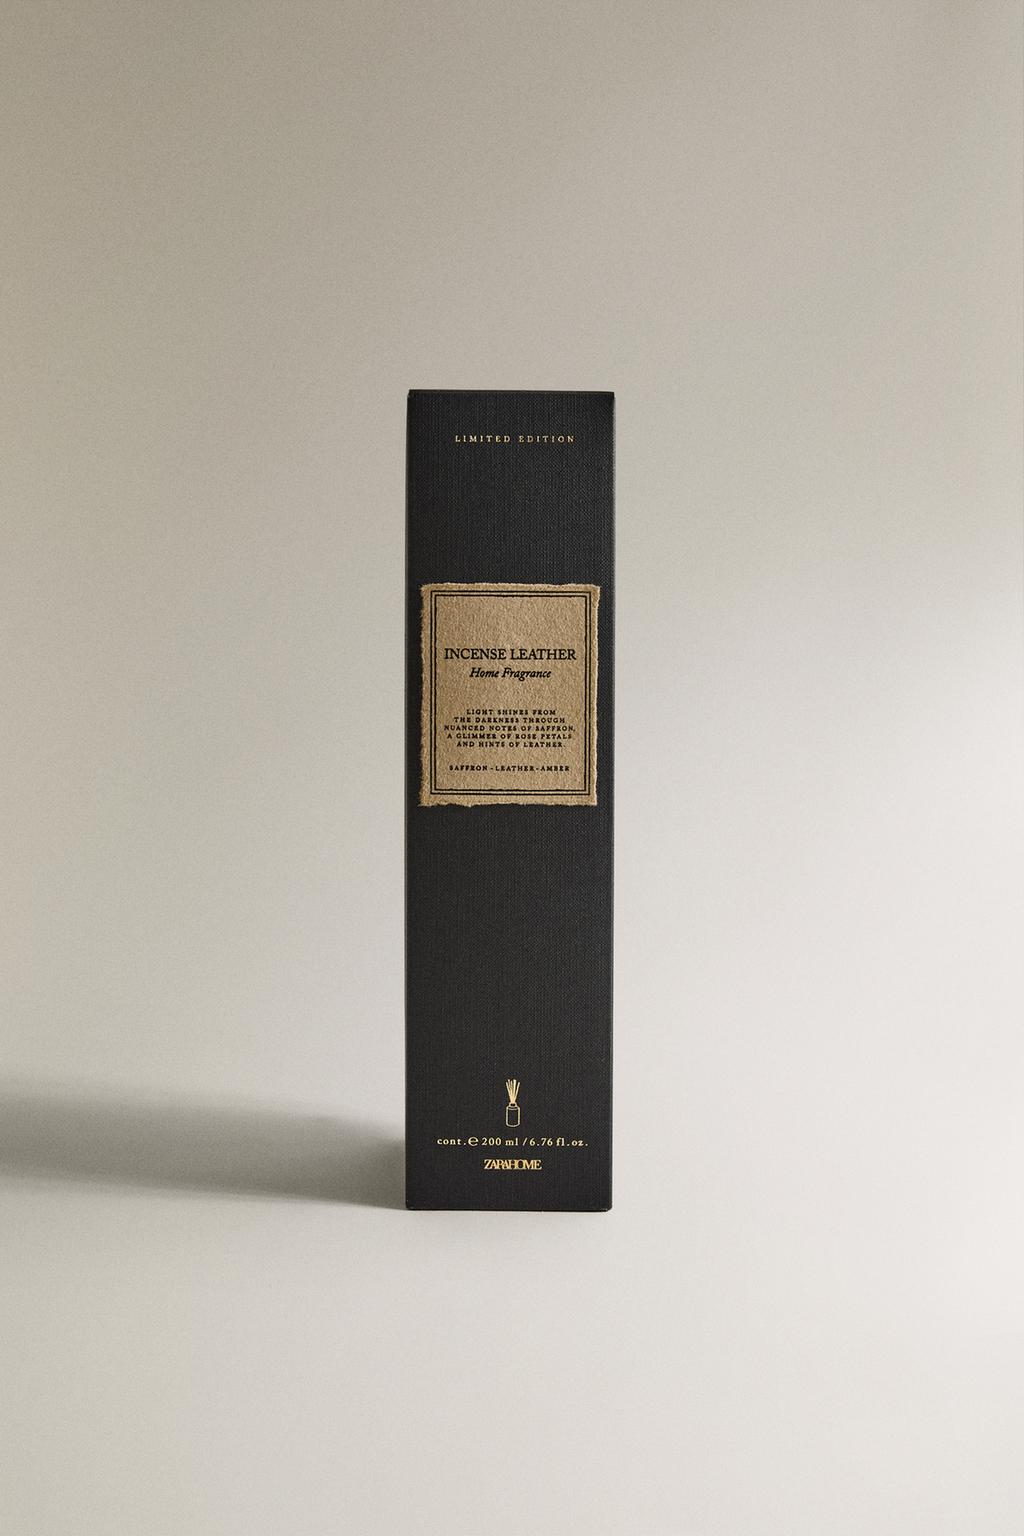 LIMITED EDITION
INCENSE LEATHER
Home Fragrance
LIGHT SHINES FROM
THE DARKNESS THROUGH
NUANCED NOTES OF SAFFRON,
A GLIMMER OF ROSE PETALS
AND HINTS OF LEATHER.
SAFFRON-LEATHER-AMBER
cont. ℮ 200 ml / 6.76 fl.oz.
ZARAHOME